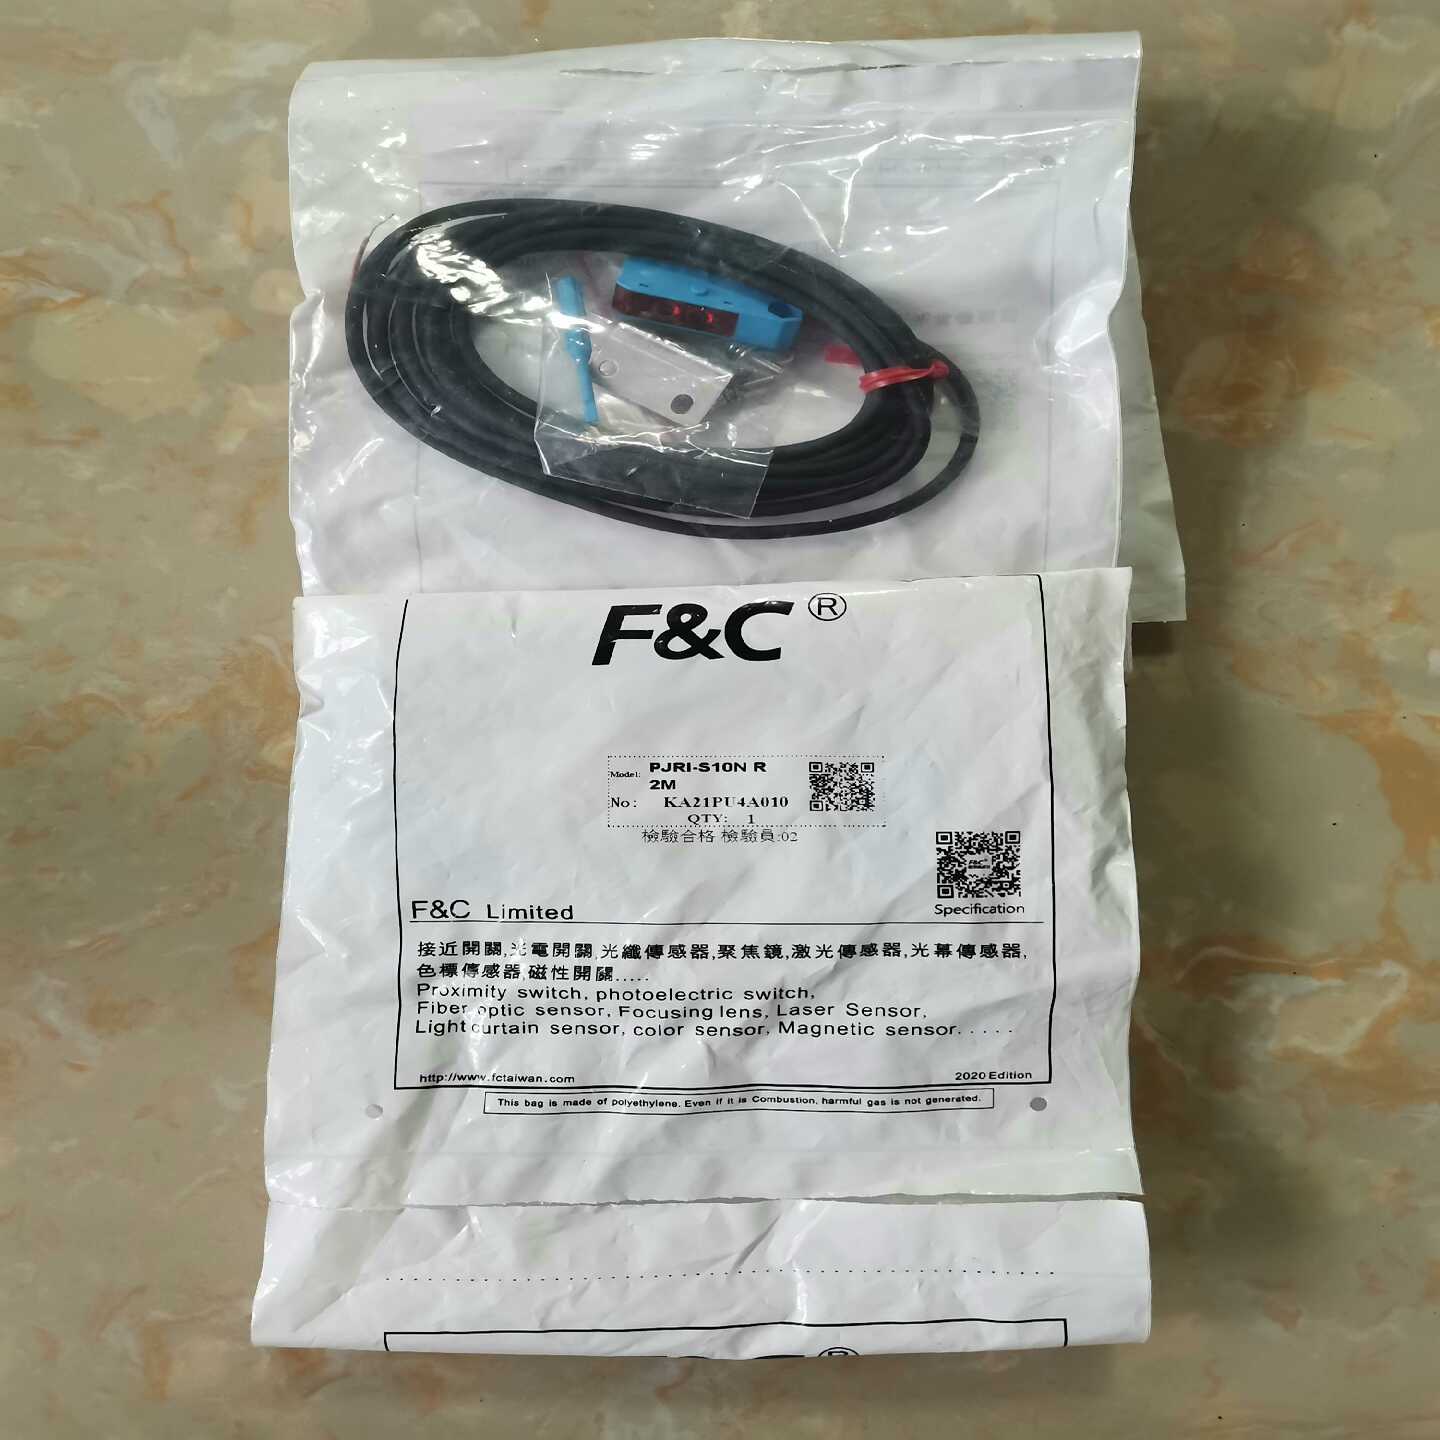 F&C®
Model: PJRI-S10N R
2M
No: KA21PU4A010
QTY: 1
檢驗合格 檢驗員:02
Specification
F&C Limited
接近開關,光電開關,光纖傳感器,聚焦鏡,激光傳感器,光幕傳感器,
色標傳感器,磁性開關.....
Proximity switch, photoelectric switch,
Fiber optic sensor, Focusing lens, Laser Sensor,
Light curtain sensor, color sensor, Magnetic sensor.....
http://www.fctaiwan.com
2020 Edition
This bag is made of polyethylene. Even if it is Combustion, harmful gas is not generated.